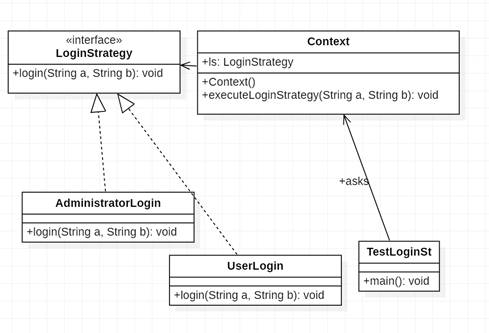 «interface»
LoginStrategy
+login(String a, String b): void
Context
+ls: LoginStrategy
+Context()
+executeLoginStrategy(String a, String b): void
+asks
AdministratorLogin
+login(String a, String b): void
UserLogin
+login(String a, String b): void
TestLoginSt
+main(): void